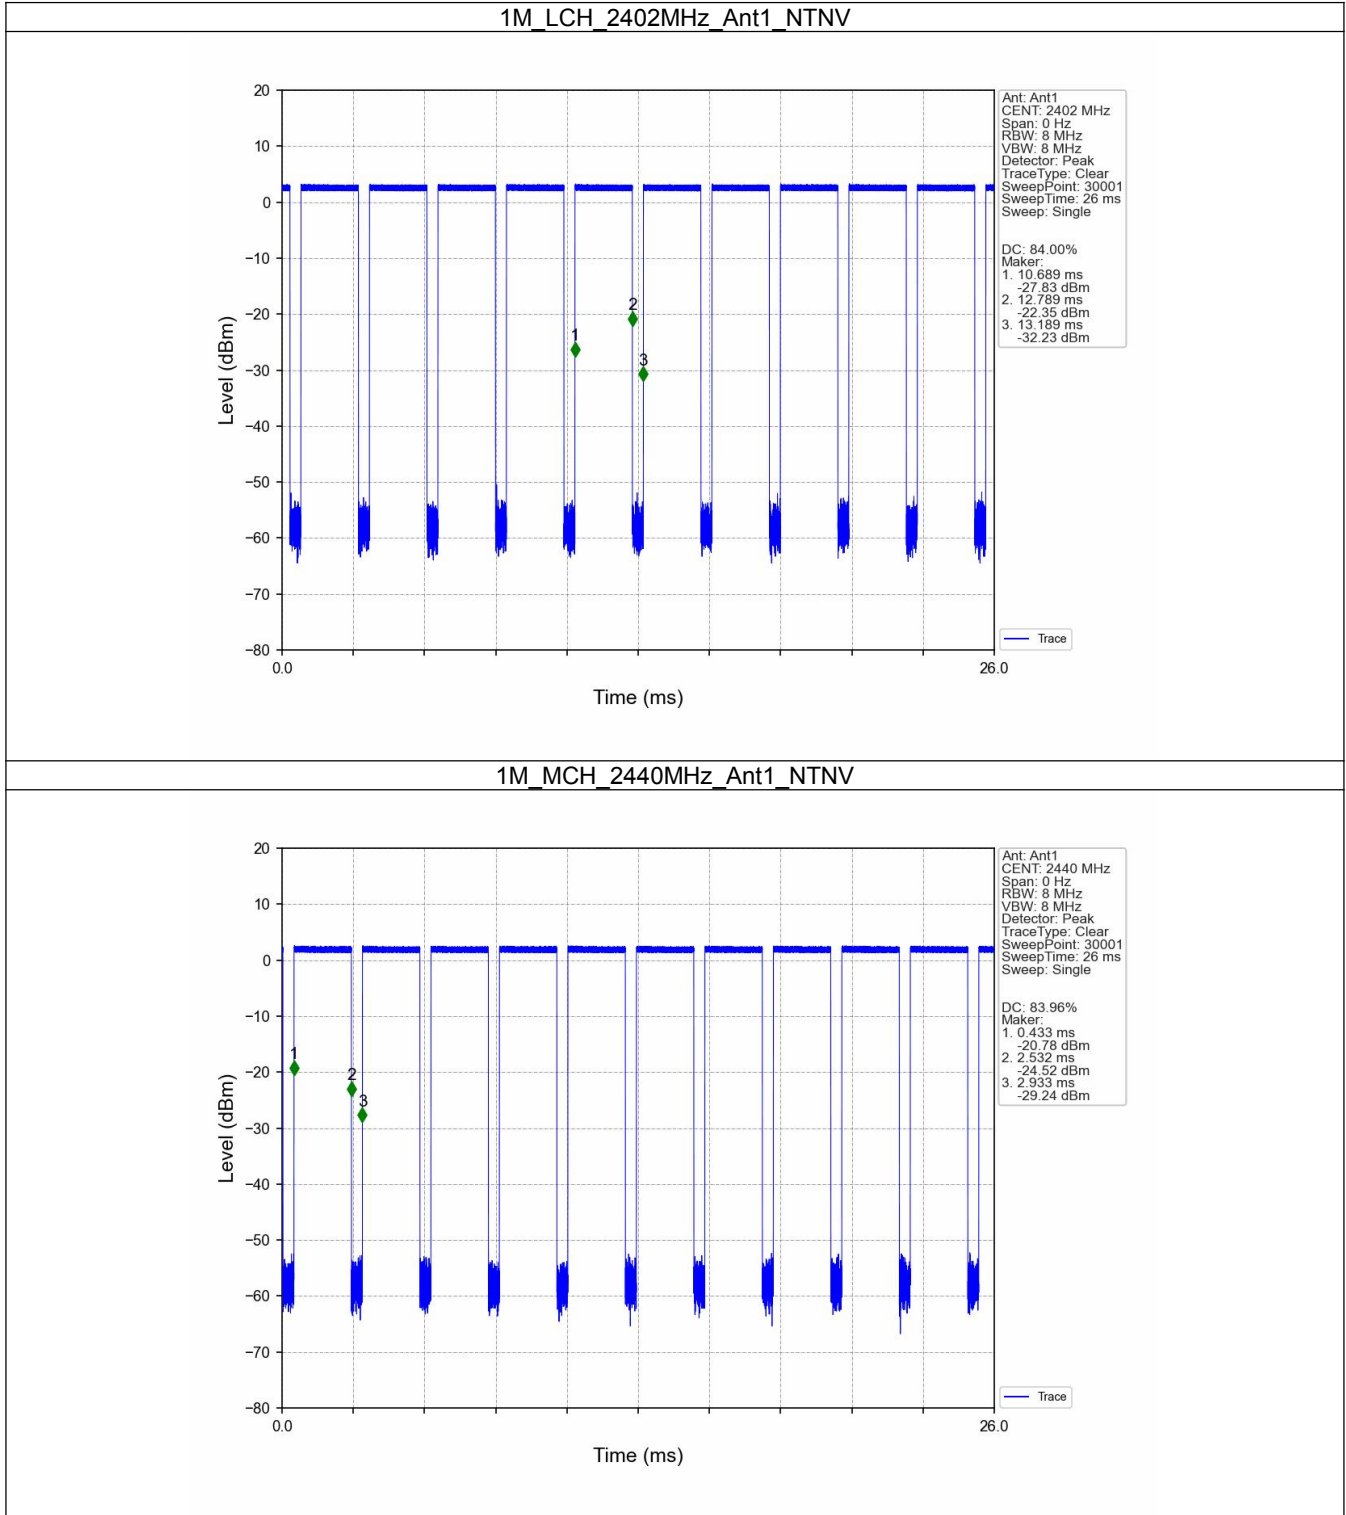 1M_LCH_2402MHz_Ant1_NTNV
20
10
0
−10
−20
−30
−40
−50
−60
−70
−80
Level (dBm)
1
2
3
0.0
26.0
Time (ms)
Ant: Ant1
CENT: 2402 MHz
Span: 0 Hz
RBW: 8 MHz
VBW: 8 MHz
Detector: Peak
TraceType: Clear
SweepPoint: 30001
SweepTime: 26 ms
Sweep: Single
DC: 84.00%
Maker:
1. 10.689 ms
-27.83 dBm
2. 12.789 ms
-22.35 dBm
3. 13.189 ms
-32.23 dBm
Trace
1M_MCH_2440MHz_Ant1_NTNV
20
10
0
−10
−20
−30
−40
−50
−60
−70
−80
Level (dBm)
1
2
3
0.0
26.0
Time (ms)
Ant: Ant1
CENT: 2440 MHz
Span: 0 Hz
RBW: 8 MHz
VBW: 8 MHz
Detector: Peak
TraceType: Clear
SweepPoint: 30001
SweepTime: 26 ms
Sweep: Single
DC: 83.96%
Maker:
1. 0.433 ms
-20.78 dBm
2. 2.532 ms
-24.52 dBm
3. 2.933 ms
-29.24 dBm
Trace